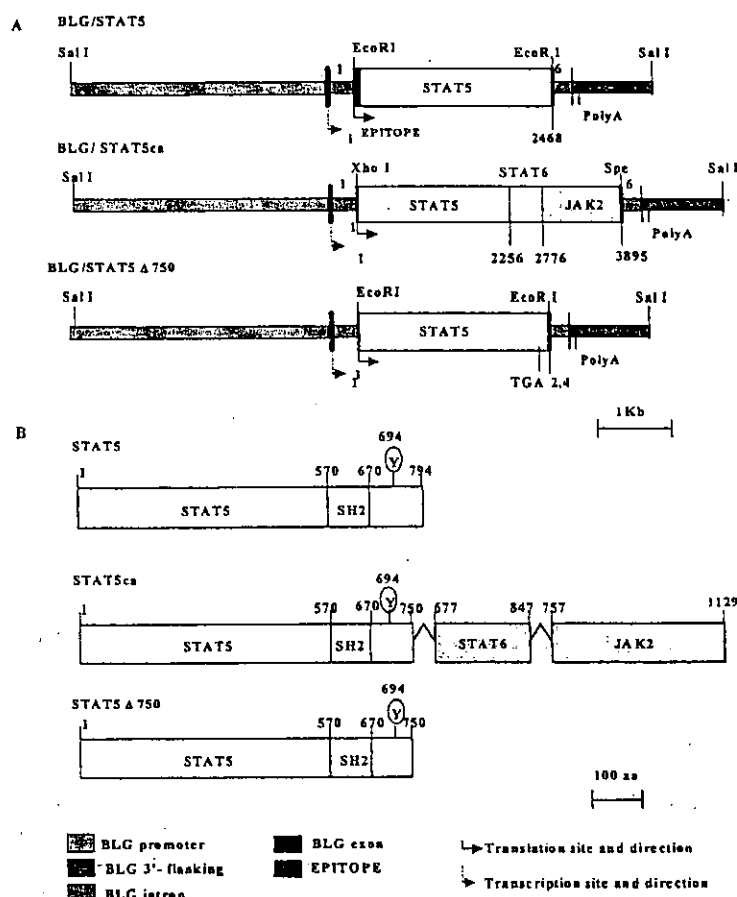 A
BLG/STAT5
Sal I
EcoRI
EcoR I
Sal I
1
6
STAT5
PolyA
1 EPITOPE
2468
BLG/ STAT5ca
Sal I
Xho I
STAT6
Spe
Sal I
1
6
STAT5
JAK2
PolyA
1
1
2256
2776
3895
BLG/STAT5 Δ 750
Sal I
EcoRI
EcoR I
Sal I
STAT5
PolyA
1
TGA 2,4
1Kb
B
STAT5
694
1
570
670
Y
794
STAT5
SH2
STAT5ca
694
1
570
670
Y
750
677
847
757
1129
STAT5
SH2
STAT6
JAK2
STAT5 Δ 750
694
1
570
670
Y
750
STAT5
SH2
100 aa
BLG promoter
BLG exon
Translation site and direction
BLG 3'- flanking
EPITOPE
BLG intron
Transcription site and direction